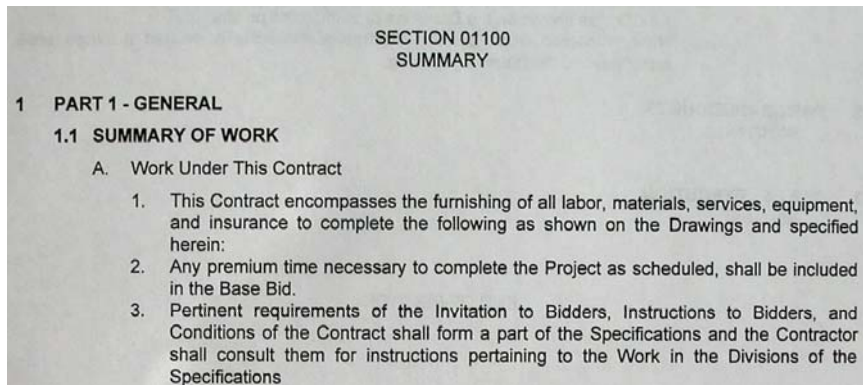 SECTION 01100
SUMMARY
1 PART 1 - GENERAL
1.1 SUMMARY OF WORK
A. Work Under This Contract
1. This Contract encompasses the furnishing of all labor, materials, services, equipment,
and insurance to complete the following as shown on the Drawings and specified
herein:
2. Any premium time necessary to complete the Project as scheduled, shall be included
in the Base Bid.
3. Pertinent requirements of the Invitation to Bidders, Instructions to Bidders, and
Conditions of the Contract shall form a part of the Specifications and the Contractor
shall consult them for instructions pertaining to the Work in the Divisions of the
Specifications